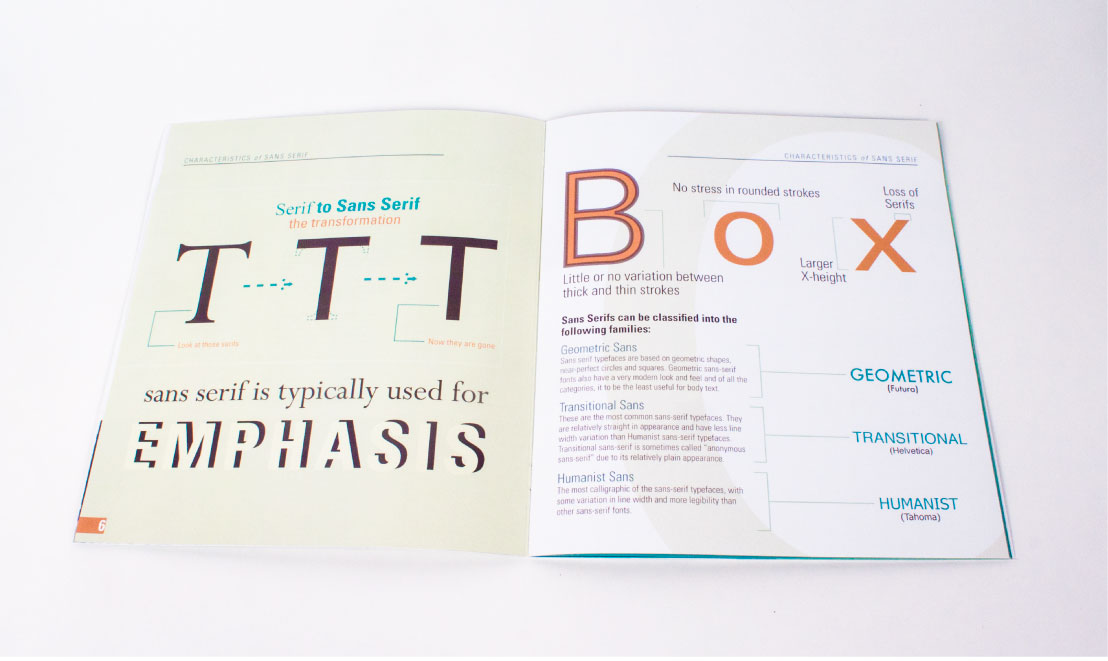 CHARACTERISTICS of SANS SERIF
Serif to Sans Serif
the transformation
T T T
Look at those serifs
Now they are gone
sans serif is typically used for
EMPHASIS
6
CHARACTERISTICS of SANS SERIF
B o x
No stress in rounded strokes
Loss of
Serifs
Larger
X-height
Little or no variation between
thick and thin strokes
Sans Serifs can be classified into the
following families:
Geometric Sans
Sans serif typefaces are based on geometric shapes,
near-perfect circles and squares. Geometric sans-serif
fonts also have a very modern look and feel and of all the
categories, it to be the least useful for body text.
GEOMETRIC
(Futura)
Transitional Sans
These are the most common sans-serif typefaces. They
are relatively straight in appearance and have less line
width variation than Humanist sans-serif typefaces.
Transitional sans-serif is sometimes called "anonymous
sans-serif" due to its relatively plain appearance.
TRANSITIONAL
(Helvetica)
Humanist Sans
The most calligraphic of the sans-serif typefaces, with
some variation in line width and more legibility than
other sans-serif fonts.
HUMANIST
(Tahoma)